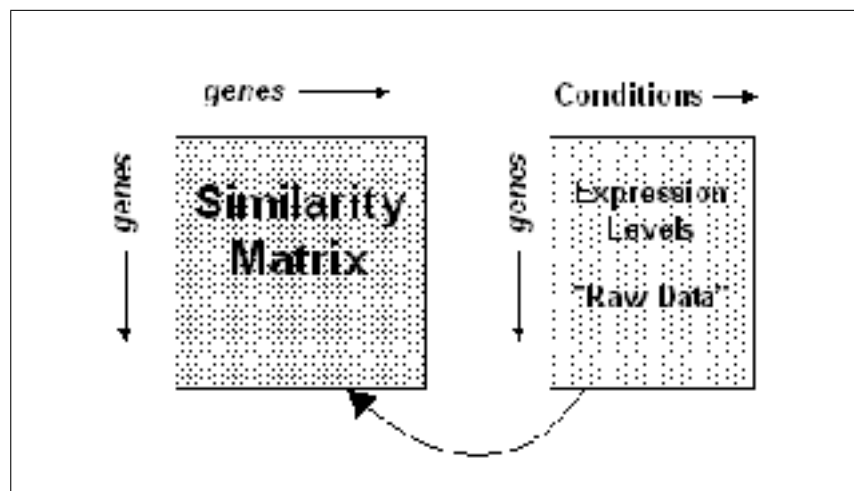 genes
genes
Similarity
Matrix
Conditions
genes
Expression
Levels
"Raw Data"